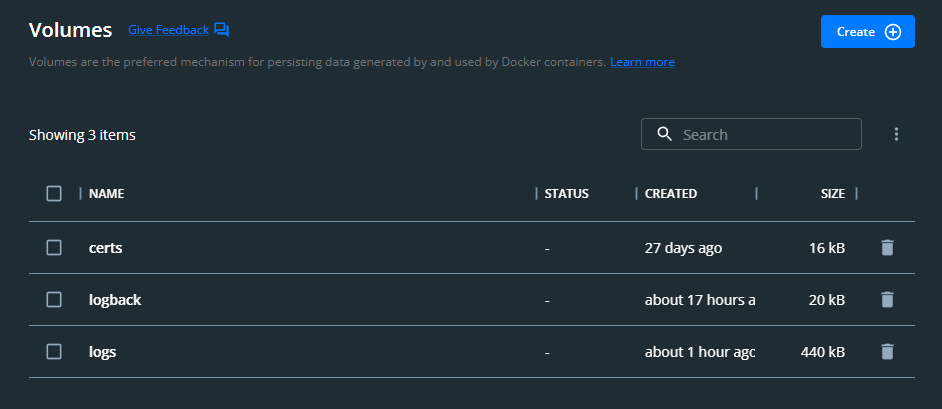 Volumes Give Feedback
Create
Volumes are the preferred mechanism for persisting data generated by and used by Docker containers. Learn more
Showing 3 items
Search
NAME STATUS CREATED SIZE
certs - 27 days ago 16 kB
logback - about 17 hours a 20 kB
logs - about 1 hour ago 440 kB